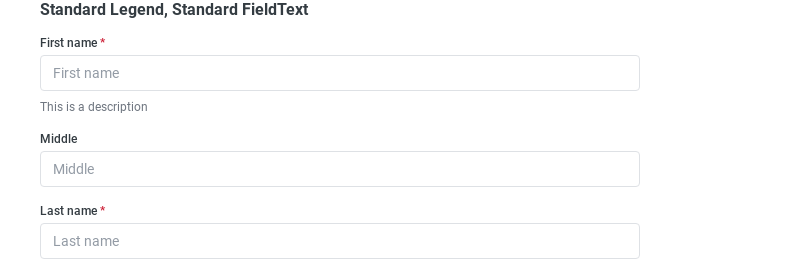 Standard Legend, Standard FieldText
First name *
First name
This is a description
Middle
Middle
Last name *
Last name